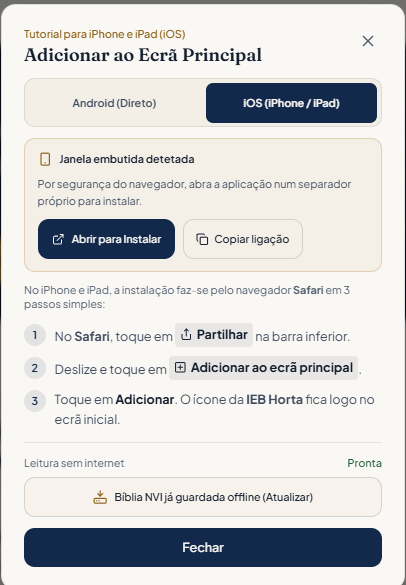 Tutorial para iPhone e iPad (iOS)
Adicionar ao Ecrã Principal
Android (Direto)
iOS (iPhone / iPad)
Janela embutida detetada
Por segurança do navegador, abra a aplicação num separador
próprio para instalar.
Abrir para Instalar
Copiar ligação
No iPhone e iPad, a instalação faz-se pelo navegador Safari em 3
passos simples:
1 No Safari, toque em Partilhar na barra inferior.
2 Deslize e toque em Adicionar ao ecrã principal .
3 Toque em Adicionar. O ícone da IEB Horta fica logo no
ecrã inicial.
Leitura sem internet
Pronta
Bíblia NVI já guardada offline (Atualizar)
Fechar